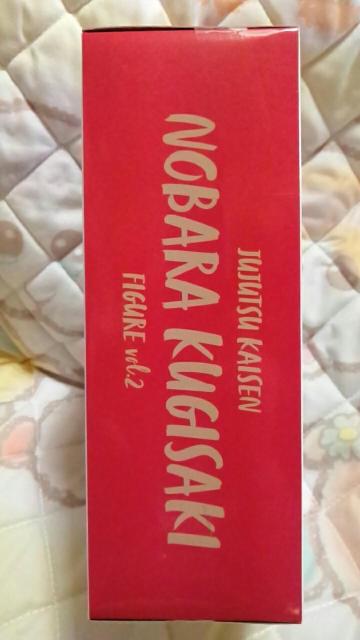 JUJUTSU KAISEN
NOBARA KUGISAKI
FIGURE vol.2